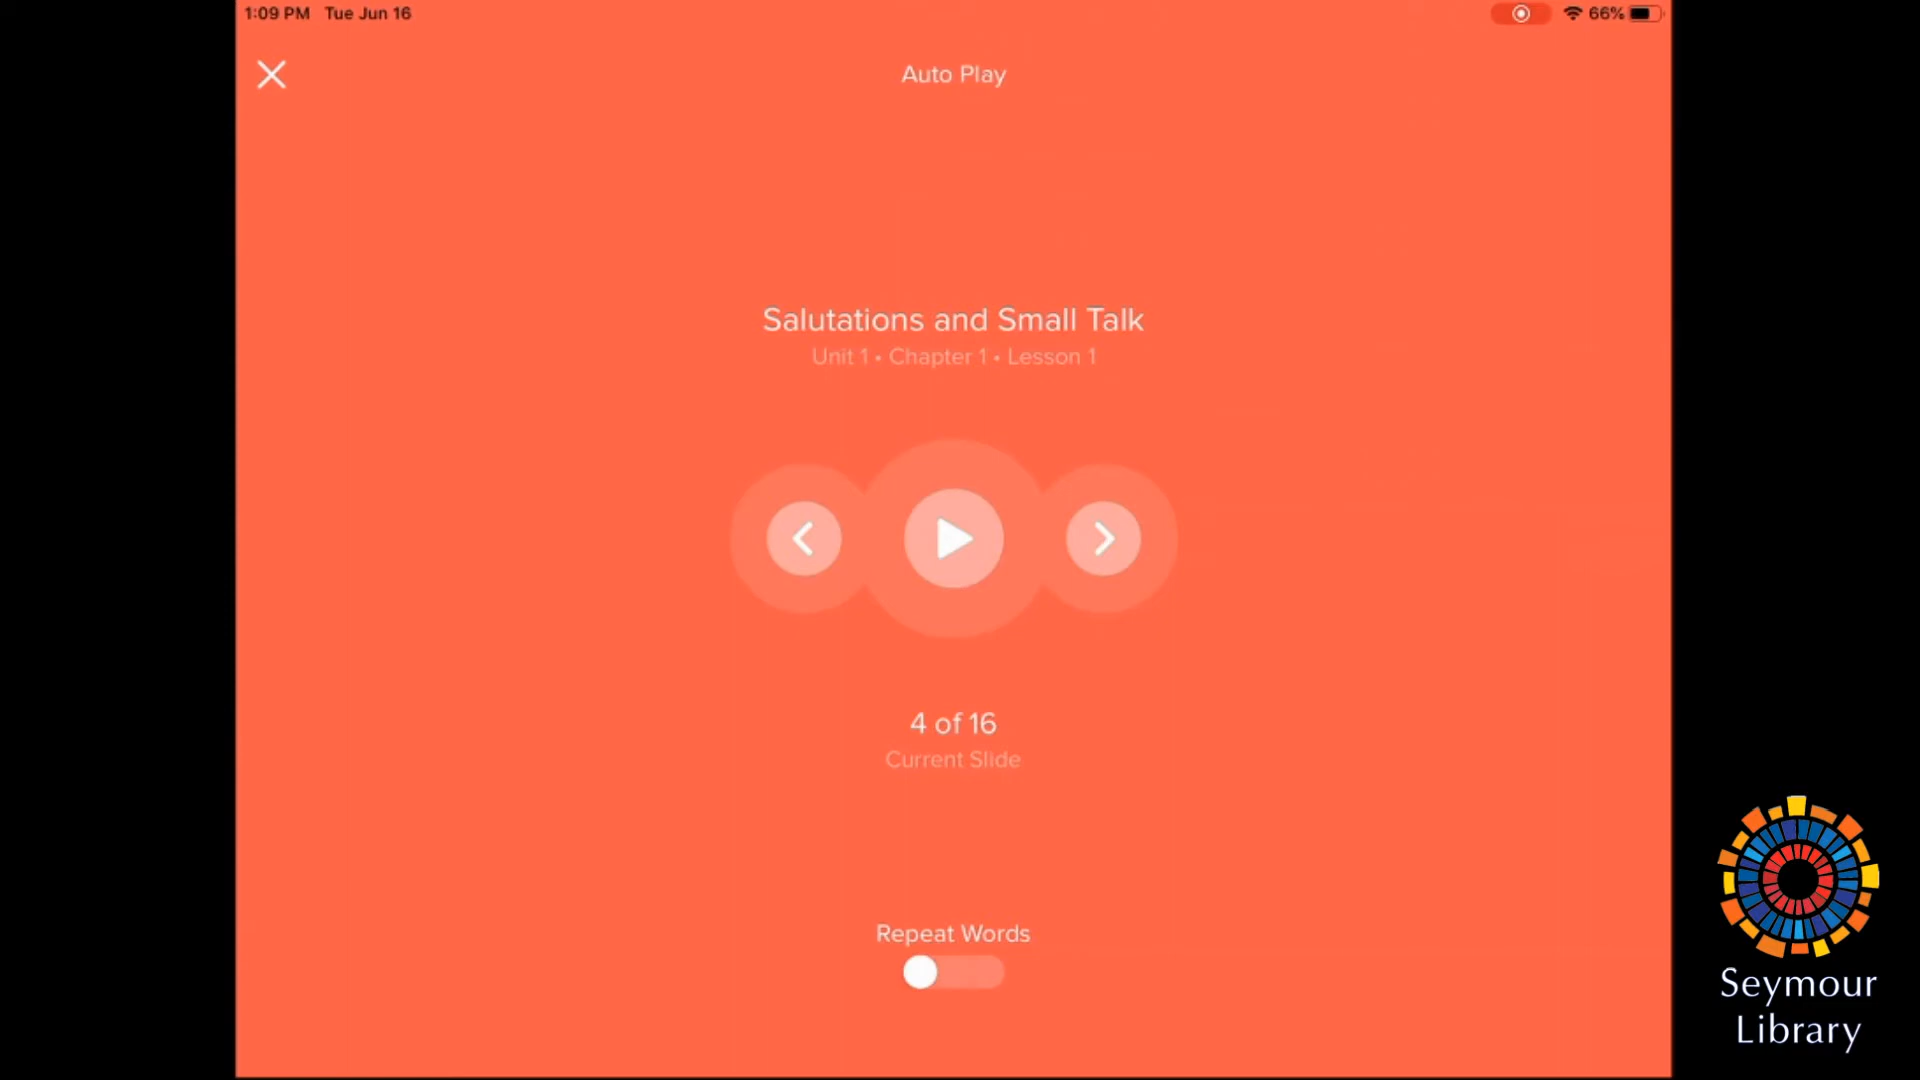 1:09 PM Tue Jun 16
66%
Auto Play
Salutations and Small Talk
Unit 1 • Chapter 1 • Lesson 1
4 of 16
Current Slide
Repeat Words
Seymour
Library